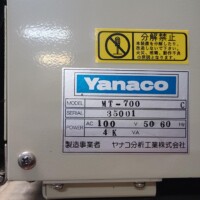 分解禁止
Yanaco
MODEL MT-700 C
SERIAL 35001
POWER AC 100 V 50 60 Hz
4K VA
製造事業者 ヤナコ分析工業株式会社